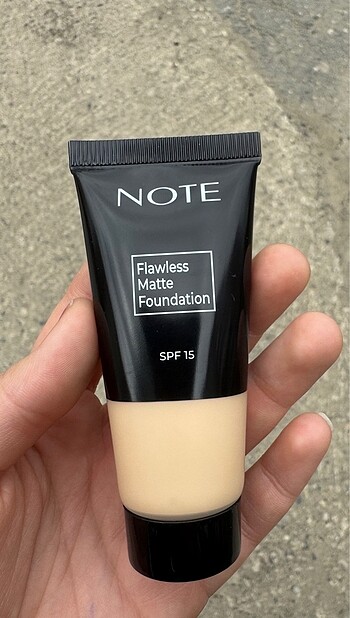 NOTE
Flawless
Matte
Foundation
SPF 15